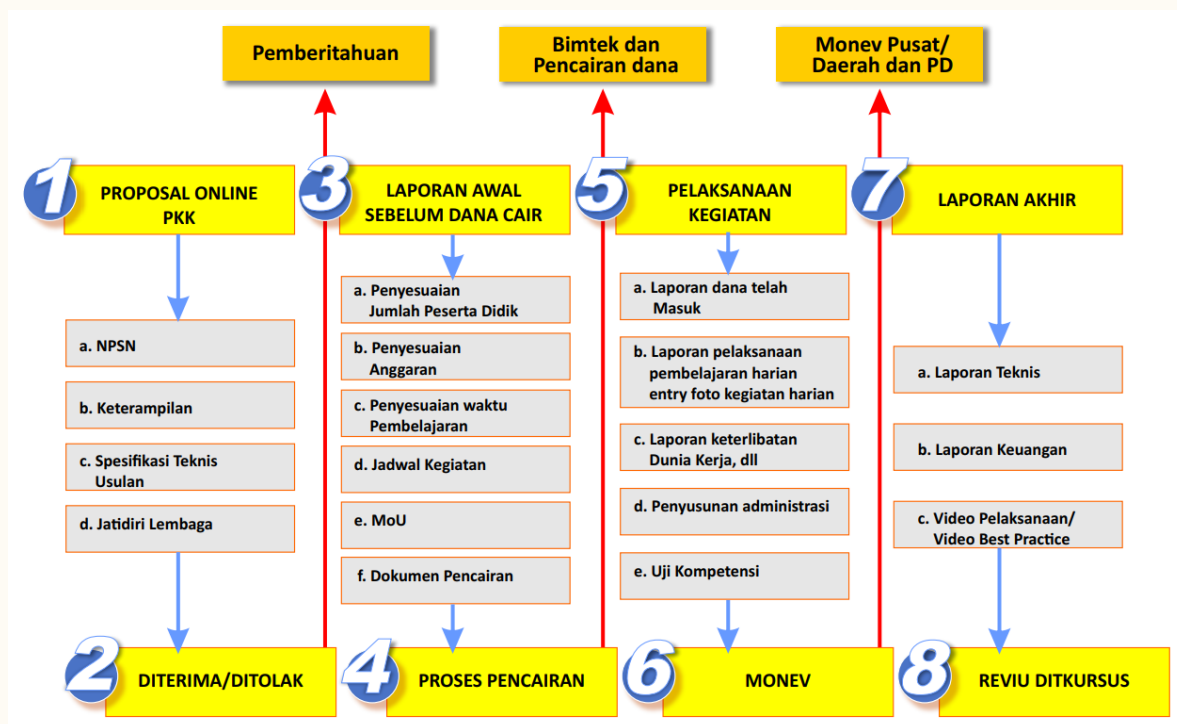 Pemberitahuan
Bimtek dan
Pencairan dana
Monev Pusat/
Daerah dan PD
1
PROPOSAL ONLINE
PKK
a. NPSN
b. Keterampilan
c. Spesifikasi Teknis
Usulan
d. Jatidiri Lembaga
2
DITERIMA/DITOLAK
3
LAPORAN AWAL
SEBELUM DANA CAIR
a. Penyesuaian
Jumlah Peserta Didik
b. Penyesuaian
Anggaran
c. Penyesuaian waktu
Pembelajaran
d. Jadwal Kegiatan
e. MoU
f. Dokumen Pencairan
4
PROSES PENCAIRAN
5
PELAKSANAAN
KEGIATAN
a. Laporan dana telah
Masuk
b. Laporan pelaksanaan
pembelajaran harian
entry foto kegiatan harian
c. Laporan keterlibatan
Dunia Kerja, dll
d. Penyusunan administrasi
e. Uji Kompetensi
6
MONEV
7
LAPORAN AKHIR
a. Laporan Teknis
b. Laporan Keuangan
c. Video Pelaksanaan/
Video Best Practice
8
REVIU DITKURSUS